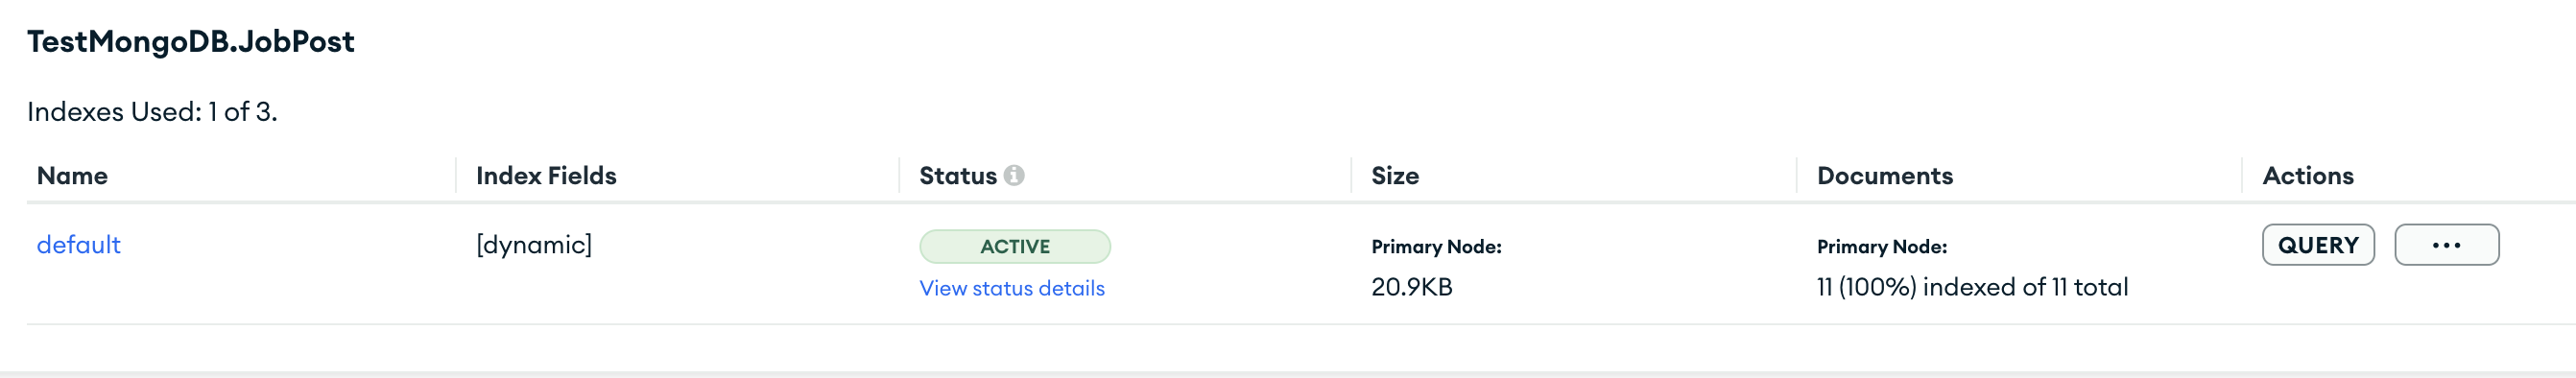 TestMongoDB.JobPost
Indexes Used: 1 of 3.
Name Index Fields Status Size Documents Actions
default [dynamic] ACTIVE Primary Node: Primary Node: QUERY ...
View status details 20.9KB 11 (100%) indexed of 11 total